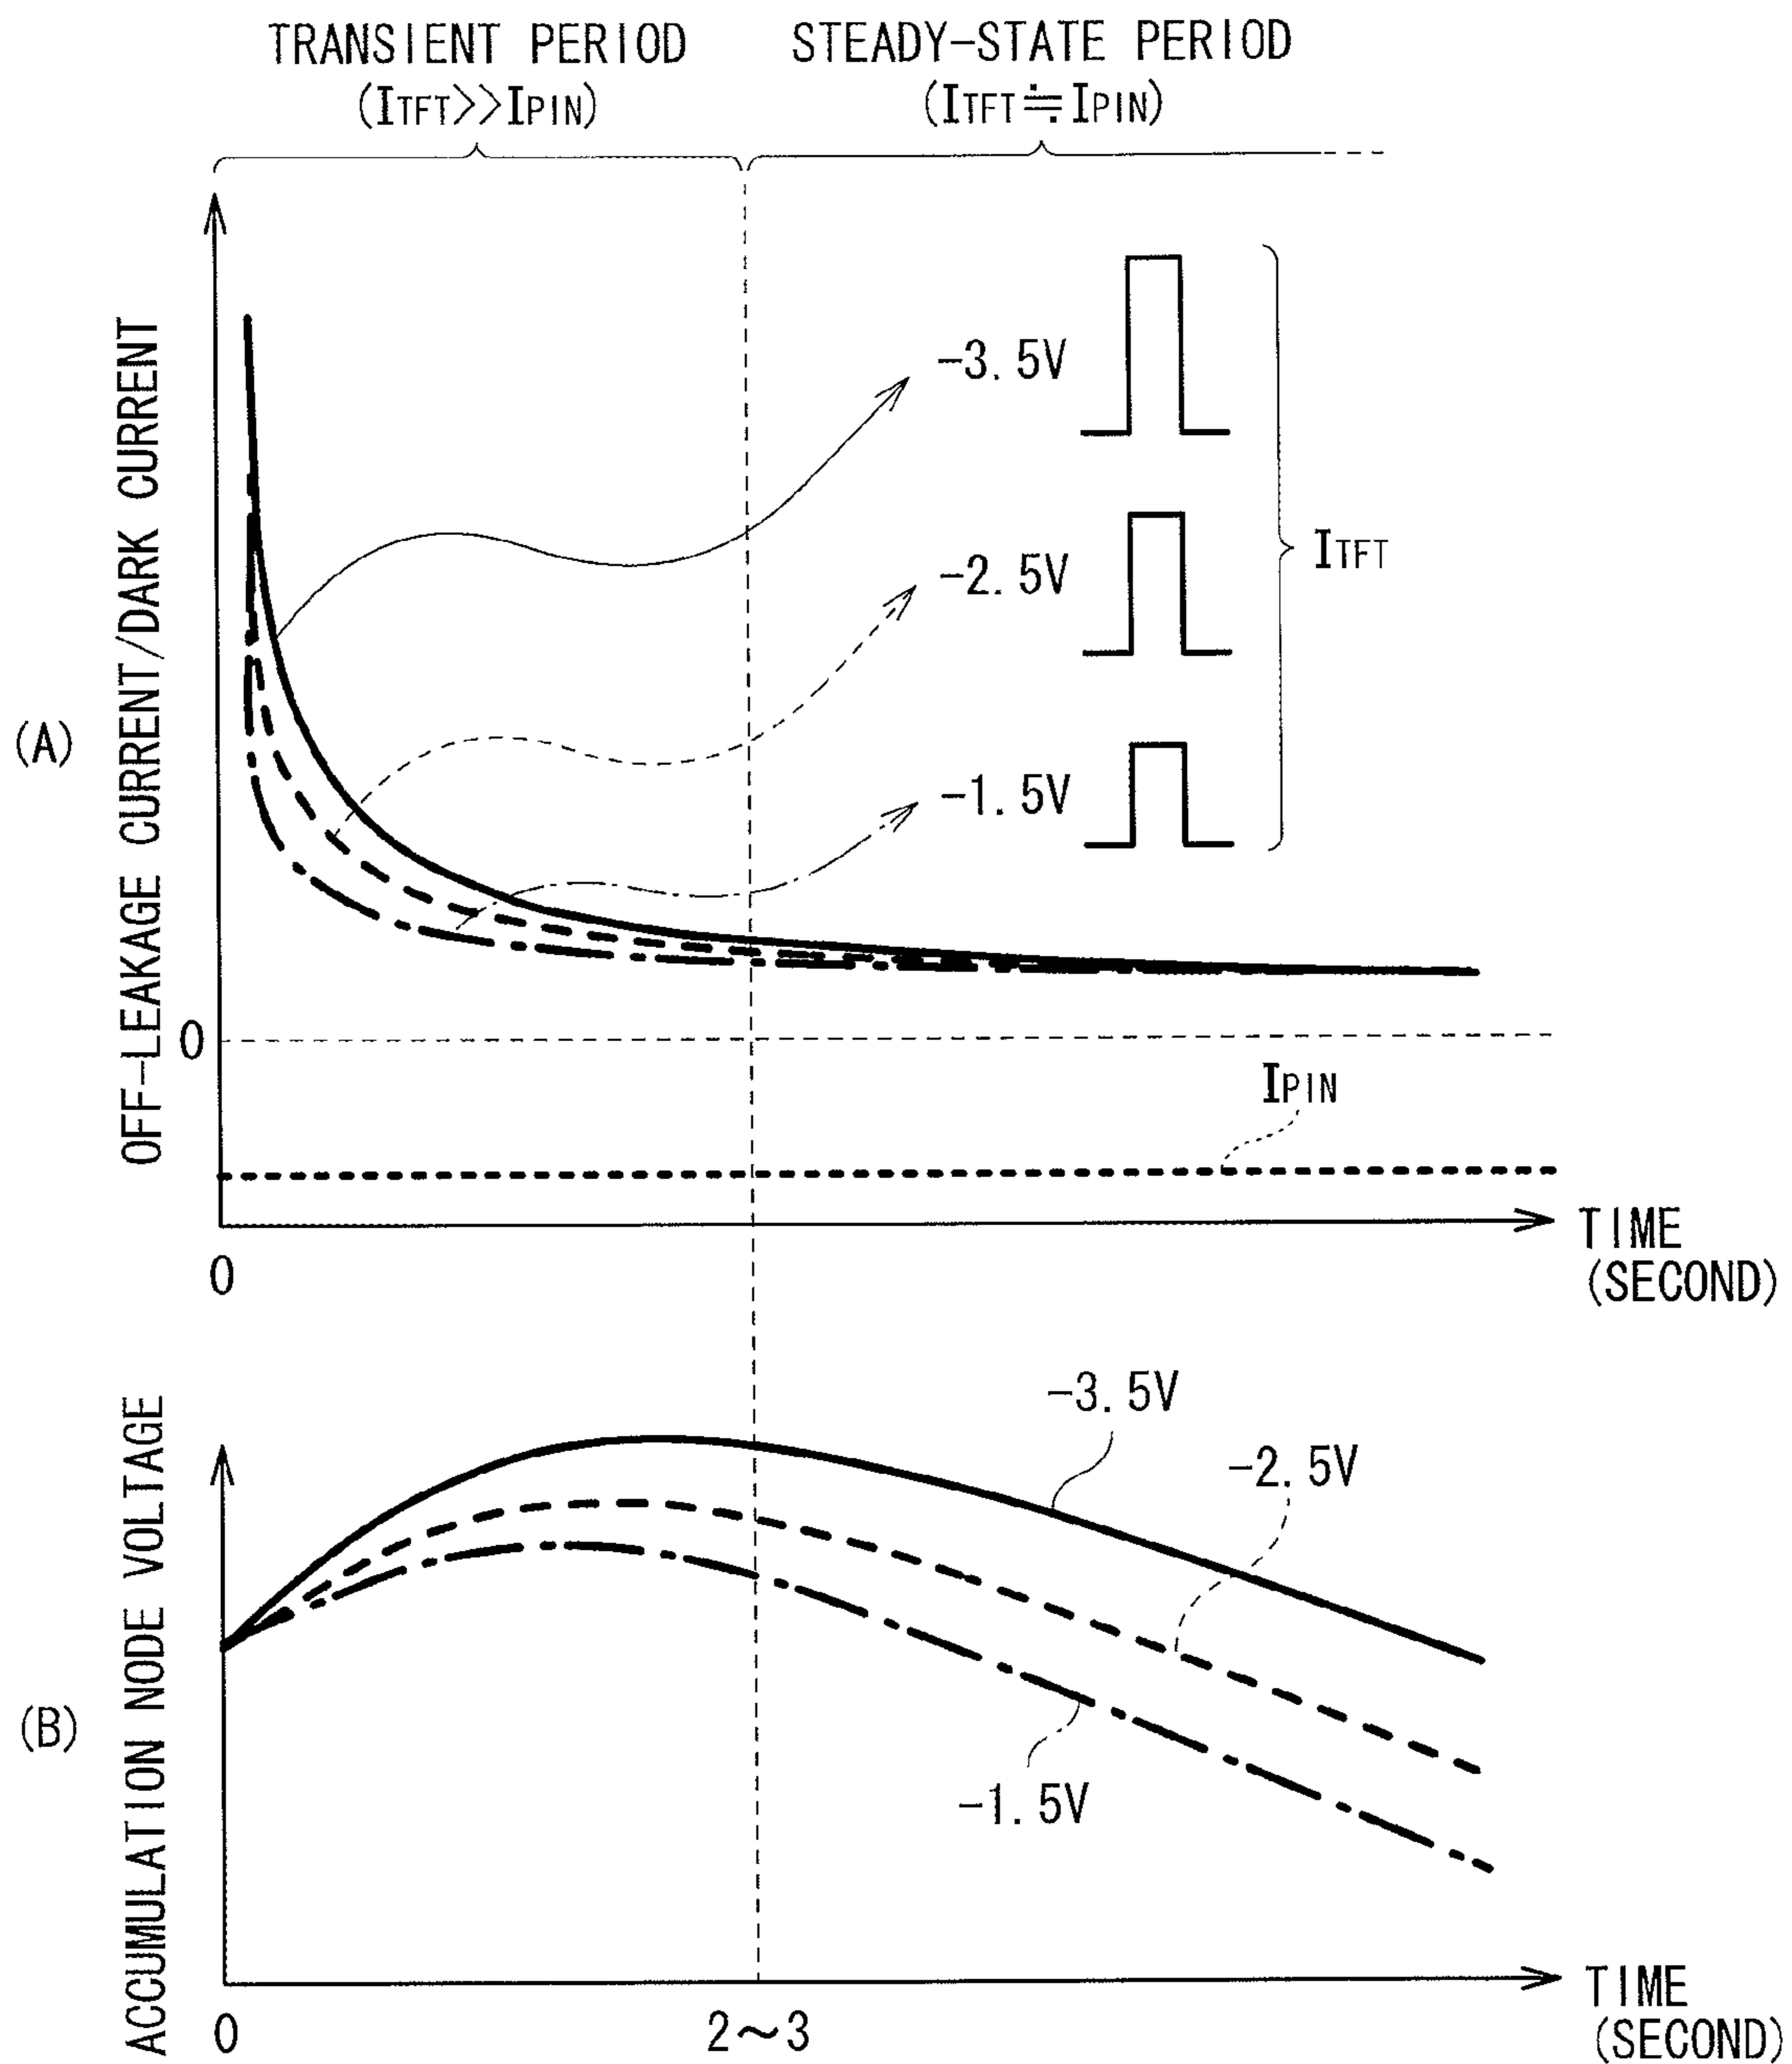 TRANSIENT PERIOD
(ITFT>>IPIN)
STEADY-STATE PERIOD
(ITFT≒IPIN)
(A)
OFF-LEAKAGE CURRENT/DARK CURRENT
-3.5V
-2.5V
-1.5V
ITFT
0
IPIN
0
TIME
(SECOND)
(B)
ACCUMULATION NODE VOLTAGE
-3.5V
-2.5V
-1.5V
0
2~3
TIME
(SECOND)